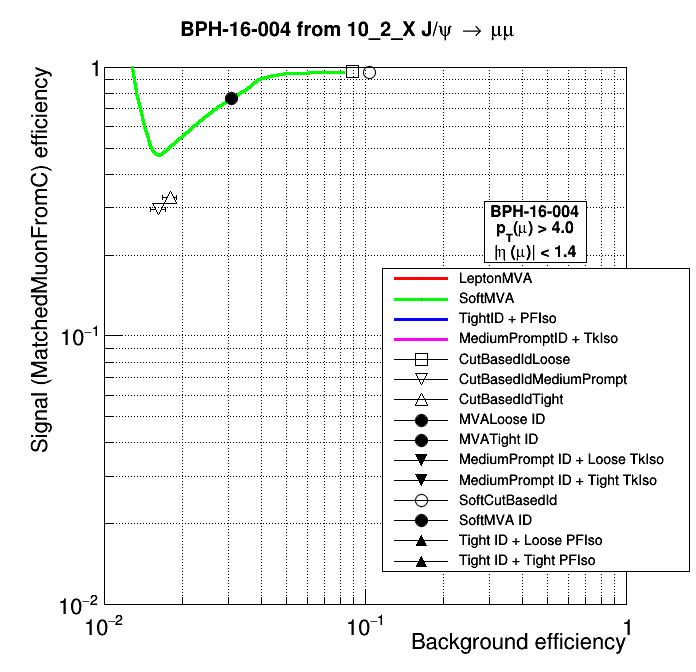 BPH-16-004 from 10_2_X J/ψ → μμ
Signal (MatchedMuonFromC) efficiency
1
10⁻¹
10⁻²
BPH-16-004
p_T(μ) > 4.0
|η (μ)| < 1.4
LeptonMVA
SoftMVA
TightID + PFIso
MediumPromptID + TkIso
CutBasedIdLoose
CutBasedIdMediumPrompt
CutBasedIdTight
MVALoose ID
MVATight ID
MediumPrompt ID + Loose TkIso
MediumPrompt ID + Tight TkIso
SoftCutBasedId
SoftMVA ID
Tight ID + Loose PFIso
Tight ID + Tight PFIso
10⁻² 10⁻¹ 1
Background efficiency